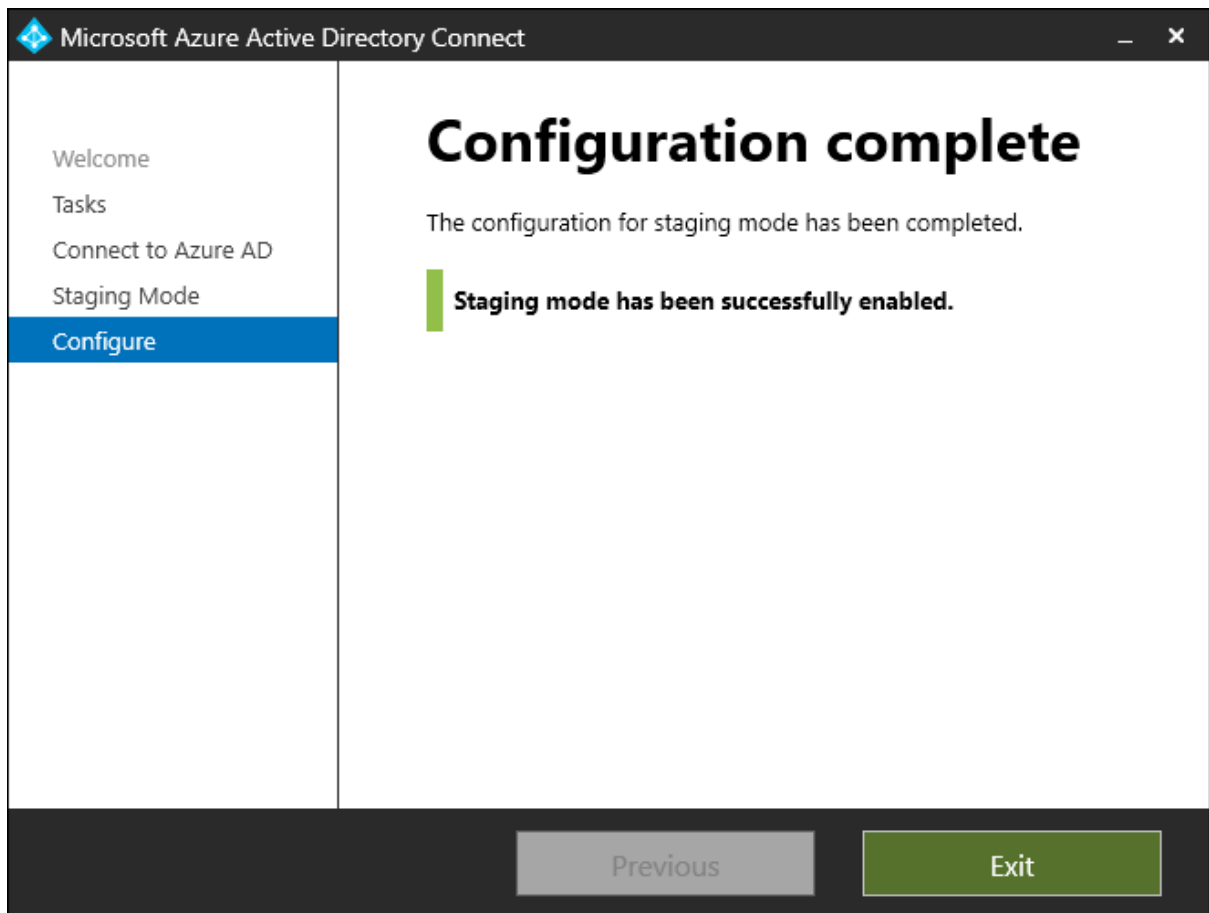 Microsoft Azure Active Directory Connect
Welcome
Tasks
Connect to Azure AD
Staging Mode
Configure
Configuration complete
The configuration for staging mode has been completed.
Staging mode has been successfully enabled.
Previous
Exit